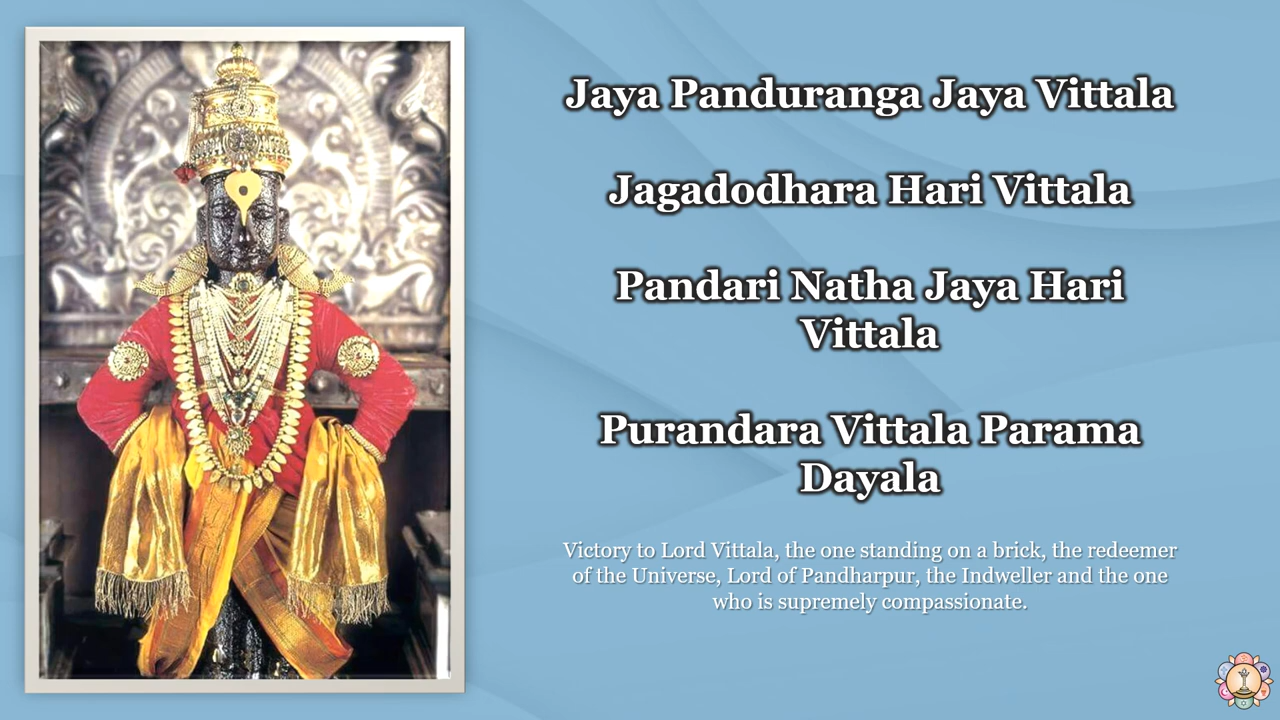 Jaya Panduranga Jaya Vittala
Jagadodhara Hari Vittala
Pandari Natha Jaya Hari
Vittala
Purandara Vittala Parama
Dayala
Victory to Lord Vittala, the one standing on a brick, the redeemer
of the Universe, Lord of Pandharpur, the Indweller and the one
who is supremely compassionate.